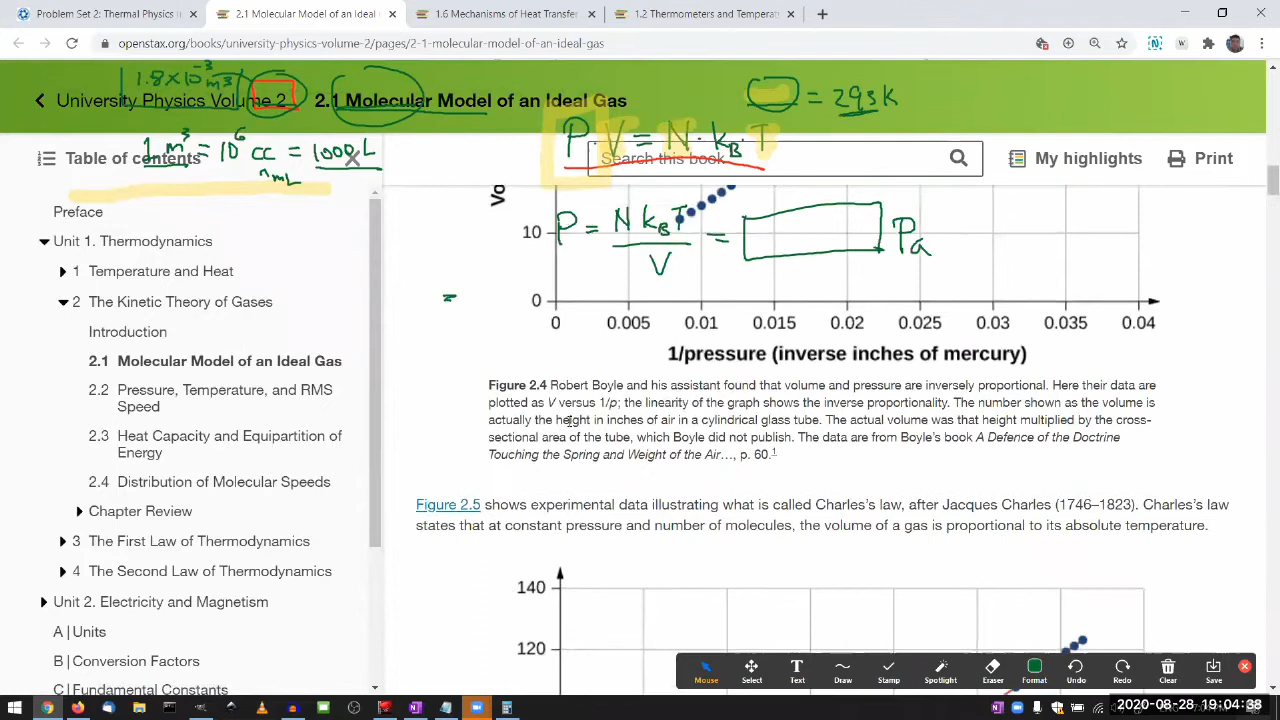 Problem Set 2: Thermal Physics
2.1 Molecular Model of an Ideal G
1.6 Mechanisms of Heat Transfer
1.2 Thermometers and Temperat
openstax.org/books/university-physics-volume-2/pages/2-1-molecular-model-of-an-ideal-gas
1.8×10⁻³ m³
University Physics Volume 2
2.1 Molecular Model of an Ideal Gas
= 293K
1 m³ = 10⁶ cc = 1000 L
mL
P V = N · k_B · T
Table of contents
Search this book
My highlights
Print
Preface
Unit 1. Thermodynamics
1 Temperature and Heat
2 The Kinetic Theory of Gases
Introduction
2.1 Molecular Model of an Ideal Gas
2.2 Pressure, Temperature, and RMS
Speed
2.3 Heat Capacity and Equipartition of
Energy
2.4 Distribution of Molecular Speeds
Chapter Review
3 The First Law of Thermodynamics
4 The Second Law of Thermodynamics
Unit 2. Electricity and Magnetism
A | Units
B | Conversion Factors
C | Fundamental Constants
Vo
P = N k_B T / V = Pa
=
10
0
0 0.005 0.01 0.015 0.02 0.025 0.03 0.035 0.04
1/pressure (inverse inches of mercury)
Figure 2.4 Robert Boyle and his assistant found that volume and pressure are inversely proportional. Here their data are
plotted as V versus 1/p; the linearity of the graph shows the inverse proportionality. The number shown as the volume is
actually the height in inches of air in a cylindrical glass tube. The actual volume was that height multiplied by the cross-
sectional area of the tube, which Boyle did not publish. The data are from Boyle's book A Defence of the Doctrine
Touching the Spring and Weight of the Air…, p. 60.1
Figure 2.5 shows experimental data illustrating what is called Charles's law, after Jacques Charles (1746–1823). Charles's law
states that at constant pressure and number of molecules, the volume of a gas is proportional to its absolute temperature.
140
120
Mouse Select Text Draw Stamp Spotlight Eraser Format Undo Redo Clear Save
2020-08-28 19:04:38